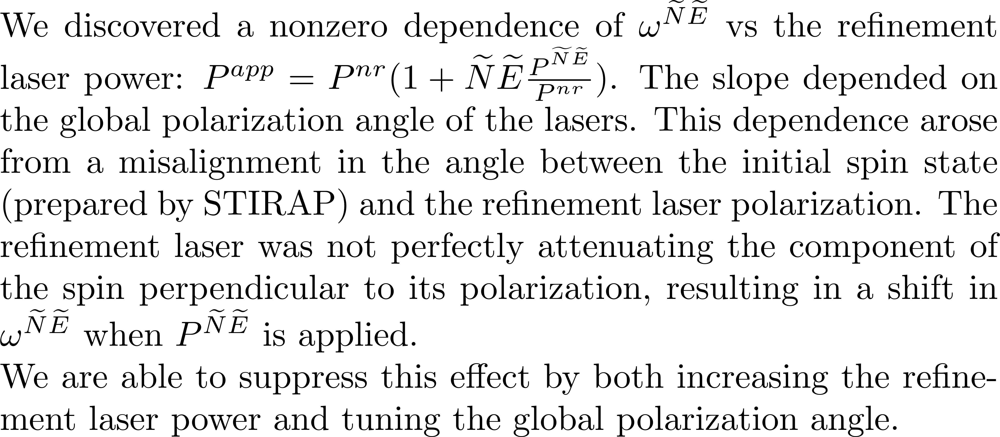 We discovered a nonzero dependence of $\omega^{\widetilde{N}\widetilde{E}}$ vs the refinement
laser power: $P^{app} = P^{nr}(1 + \widetilde{N}\widetilde{E}\frac{P^{\widetilde{N}\widetilde{E}}}{P^{nr}})$. The slope depended on
the global polarization angle of the lasers. This dependence arose
from a misalignment in the angle between the initial spin state
(prepared by STIRAP) and the refinement laser polarization. The
refinement laser was not perfectly attenuating the component of
the spin perpendicular to its polarization, resulting in a shift in
$\omega^{\widetilde{N}\widetilde{E}}$ when $P^{\widetilde{N}\widetilde{E}}$ is applied.
We are able to suppress this effect by both increasing the refine-
ment laser power and tuning the global polarization angle.